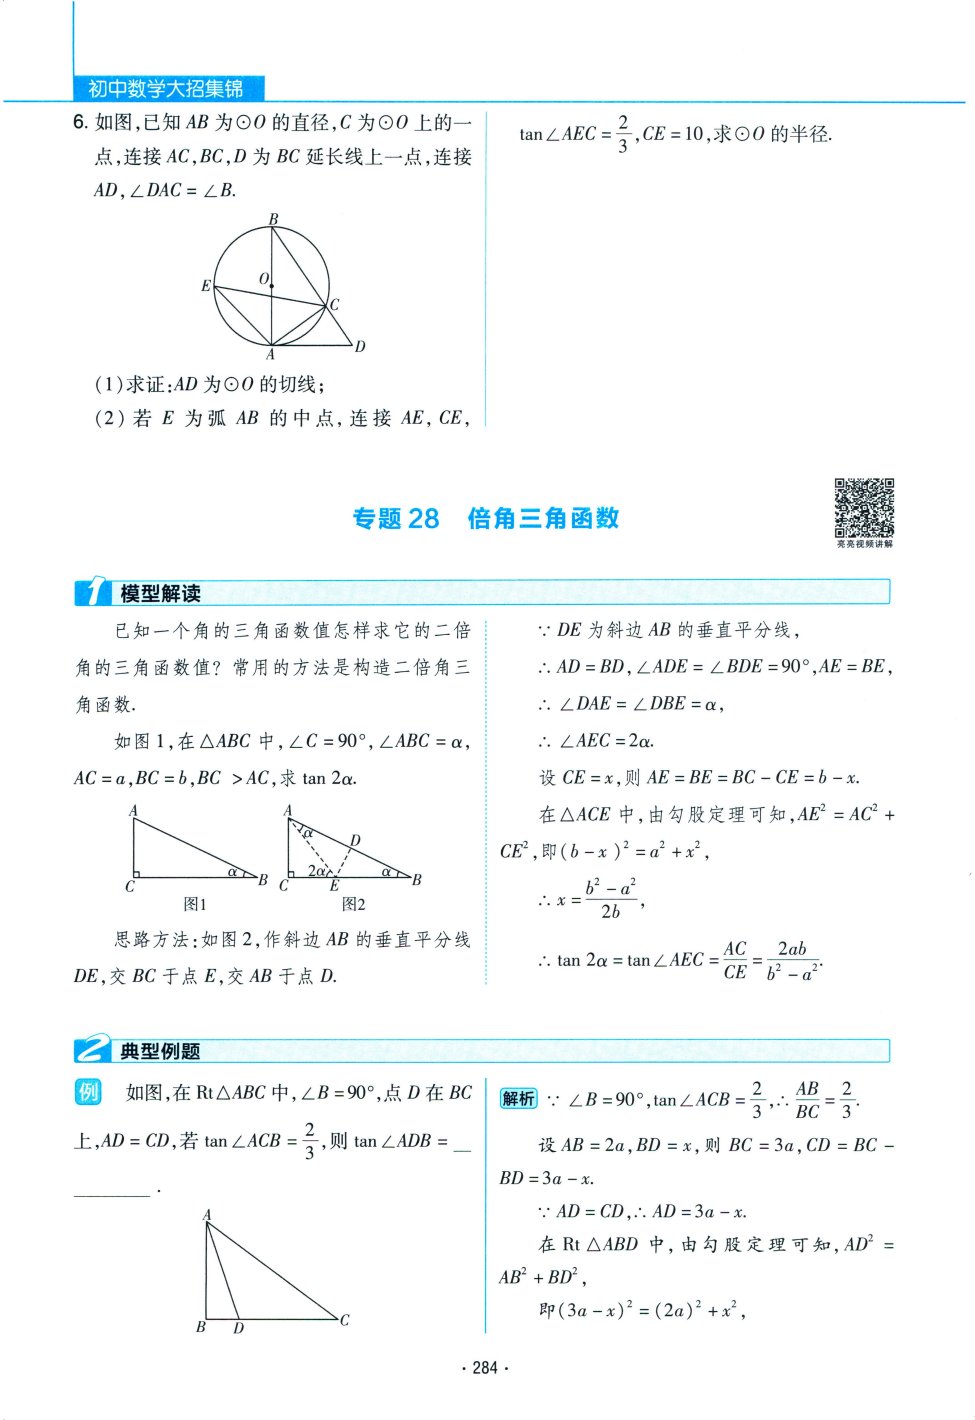 初中数学大招集锦
6. 如图,已知 AB 为⊙O 的直径,C 为⊙O 上的一
点,连接 AC,BC,D 为 BC 延长线上一点,连接
AD,∠DAC = ∠B.
B
E
O
C
A
D
(1)求证:AD 为⊙O 的切线;
(2) 若 E 为弧 AB 的中点, 连接 AE, CE,
tan∠AEC = 2/3, CE = 10, 求⊙O 的半径.
专题 28 倍角三角函数
亮亮视频讲解
1 模型解读
已知一个角的三角函数值怎样求它的二倍
角的三角函数值? 常用的方法是构造二倍角三
角函数.
如图 1,在△ABC 中,∠C = 90°,∠ABC = α,
AC = a,BC = b,BC > AC,求 tan 2α.
A
C
α
B
图1
A
α
D
C
2α
E
α
B
图2
思路方法:如图 2,作斜边 AB 的垂直平分线
DE,交 BC 于点 E,交 AB 于点 D.
∵ DE 为斜边 AB 的垂直平分线,
∴ AD = BD,∠ADE = ∠BDE = 90°,AE = BE,
∴ ∠DAE = ∠DBE = α,
∴ ∠AEC = 2α.
设 CE = x,则 AE = BE = BC - CE = b - x.
在△ACE 中,由勾股定理可知,AE² = AC² +
CE²,即(b - x)² = a² + x²,
∴ x = (b² - a²)/2b,
∴ tan 2α = tan∠AEC = AC/CE = 2ab/(b² - a²).
2 典型例题
例 如图,在 Rt△ABC 中,∠B = 90°,点 D 在 BC
上,AD = CD,若 tan∠ACB = 2/3,则 tan∠ADB = __
________.
A
B
D
C
解析 ∵ ∠B = 90°,tan∠ACB = 2/3,∴ AB/BC = 2/3.
设 AB = 2a,BD = x,则 BC = 3a,CD = BC -
BD = 3a - x.
∵ AD = CD,∴ AD = 3a - x.
在 Rt△ABD 中,由勾股定理可知,AD² =
AB² + BD²,
即(3a - x)² = (2a)² + x²,
· 284 ·